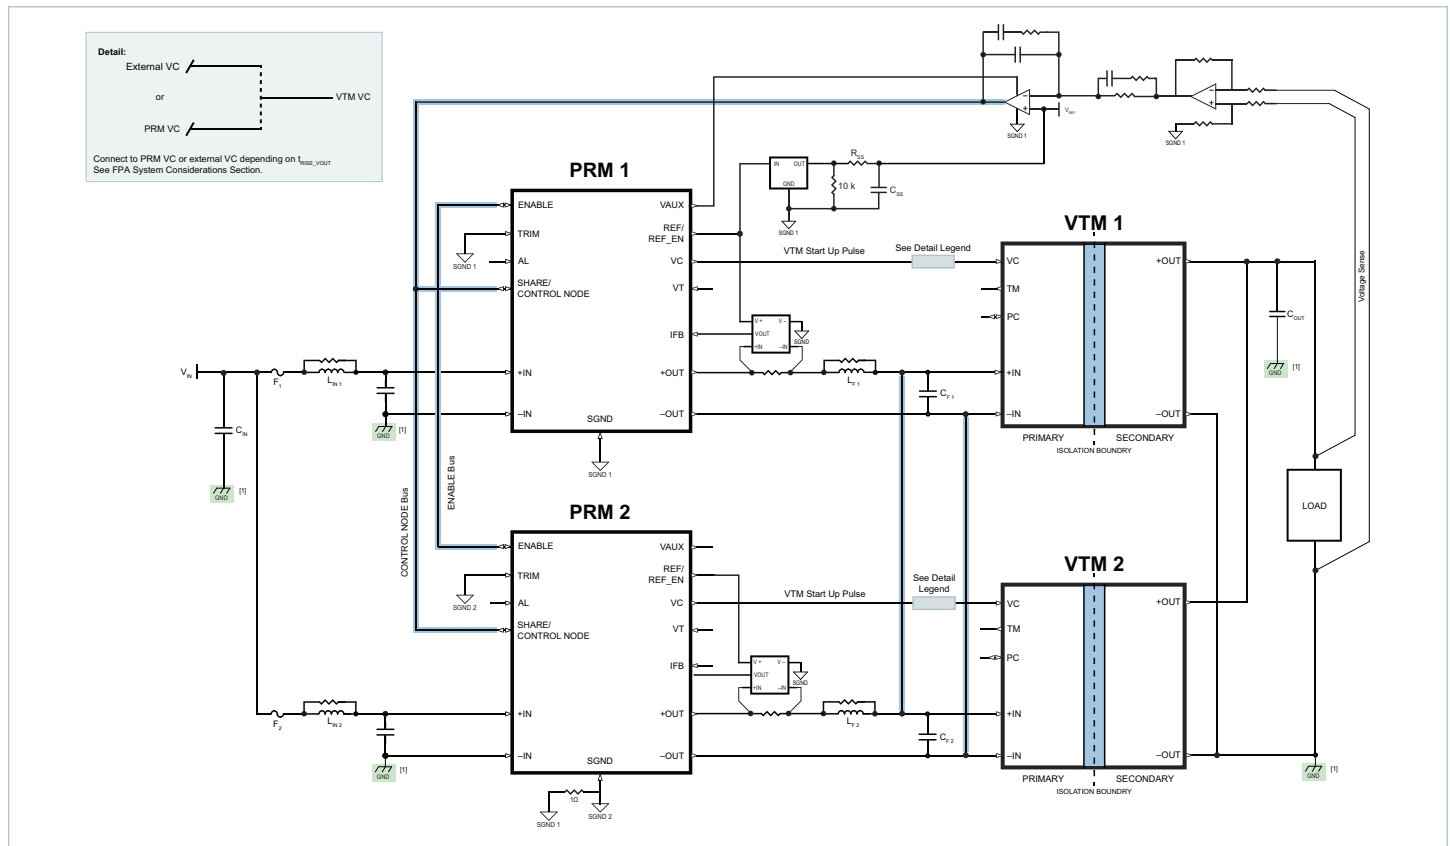 Detail:
External VC
or
PRM VC
VTM VC
Connect to PRM VC or external VC depending on tRISE_VOUT
See FPA System Considerations Section.
PRM 1
ENABLE
TRIM
SGND 1
AL
SHARE/
CONTROL NODE
+IN
–IN
SGND
SGND 1
VAUX
REF/
REF_EN
VC
VT
IFB
+OUT
–OUT
IN
OUT
GND
SGND 1
10 k
RSS
CSS
SGND 1
VREF
SGND 1
VTM Start Up Pulse
See Detail Legend
V +
V –
VOUT
+IN
–IN
SGND
LF 1
CF 1
VTM 1
VC
TM
PC
+IN
–IN
+OUT
–OUT
PRIMARY
SECONDARY
ISOLATION BOUNDRY
COUT
GND
[1]
Voltage Sense
LOAD
VIN
F1
LIN 1
CIN
GND
[1]
GND
[1]
CONTROL NODE Bus
ENABLE Bus
PRM 2
ENABLE
TRIM
SGND 2
AL
SHARE/
CONTROL NODE
+IN
–IN
SGND
1Ω
SGND 1
SGND 2
VAUX
REF/
REF_EN
VC
VT
IFB
+OUT
–OUT
VTM Start Up Pulse
See Detail
Legend
V +
V –
VOUT
+IN
–IN
SGND
LF 2
CF 2
F2
LIN 2
GND
[1]
VTM 2
VC
TM
PC
+IN
–IN
+OUT
–OUT
PRIMARY
SECONDARY
ISOLATION BOUNDRY
GND
[1]